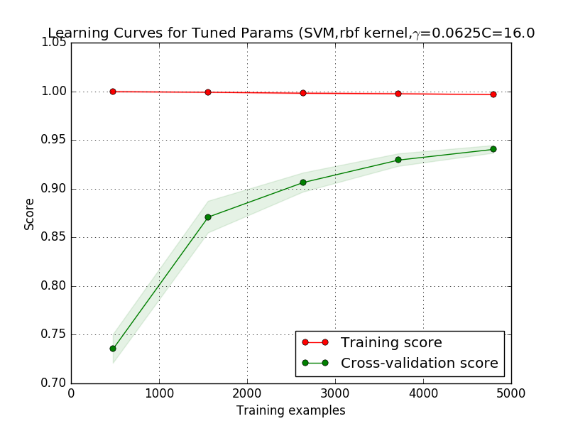 Learning Curves for Tuned Params (SVM,rbf kernel,γ=0.0625C=16.0
1.05
1.00
0.95
0.90
0.85
0.80
0.75
0.70
Score
0 1000 2000 3000 4000 5000
Training examples
Training score
Cross-validation score